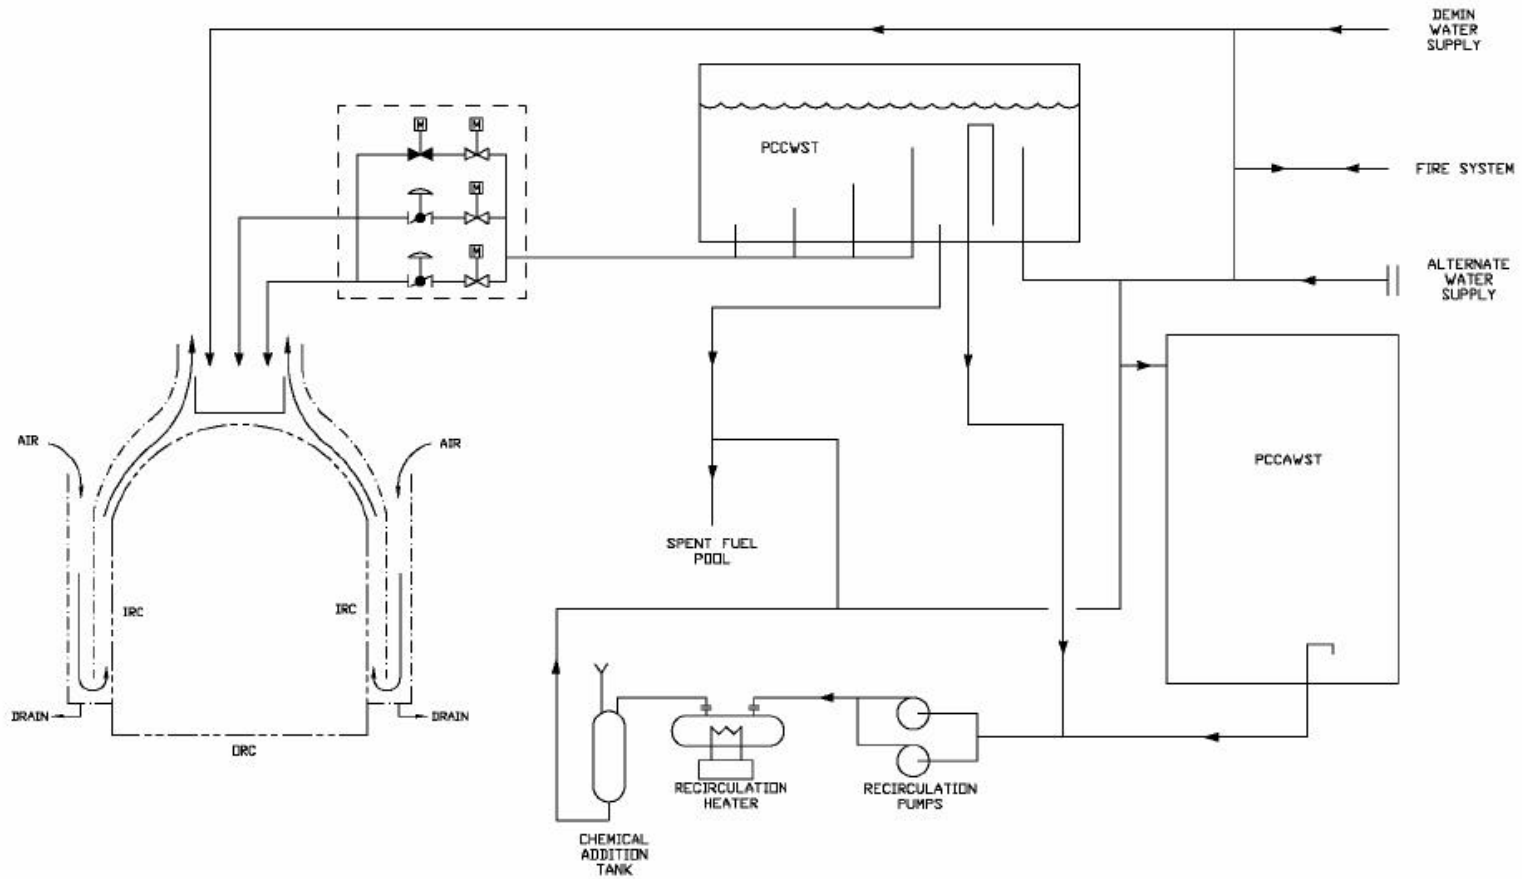 DEMIN
WATER
SUPPLY
M
M
PCCWST
FIRE SYSTEM
M
M
ALTERNATE
WATER
SUPPLY
AIR
AIR
PCCAWST
SPENT FUEL
POOL
IRC
IRC
DRAIN
DRAIN
ORC
RECIRCULATION
HEATER
RECIRCULATION
PUMPS
CHEMICAL
ADDITION
TANK